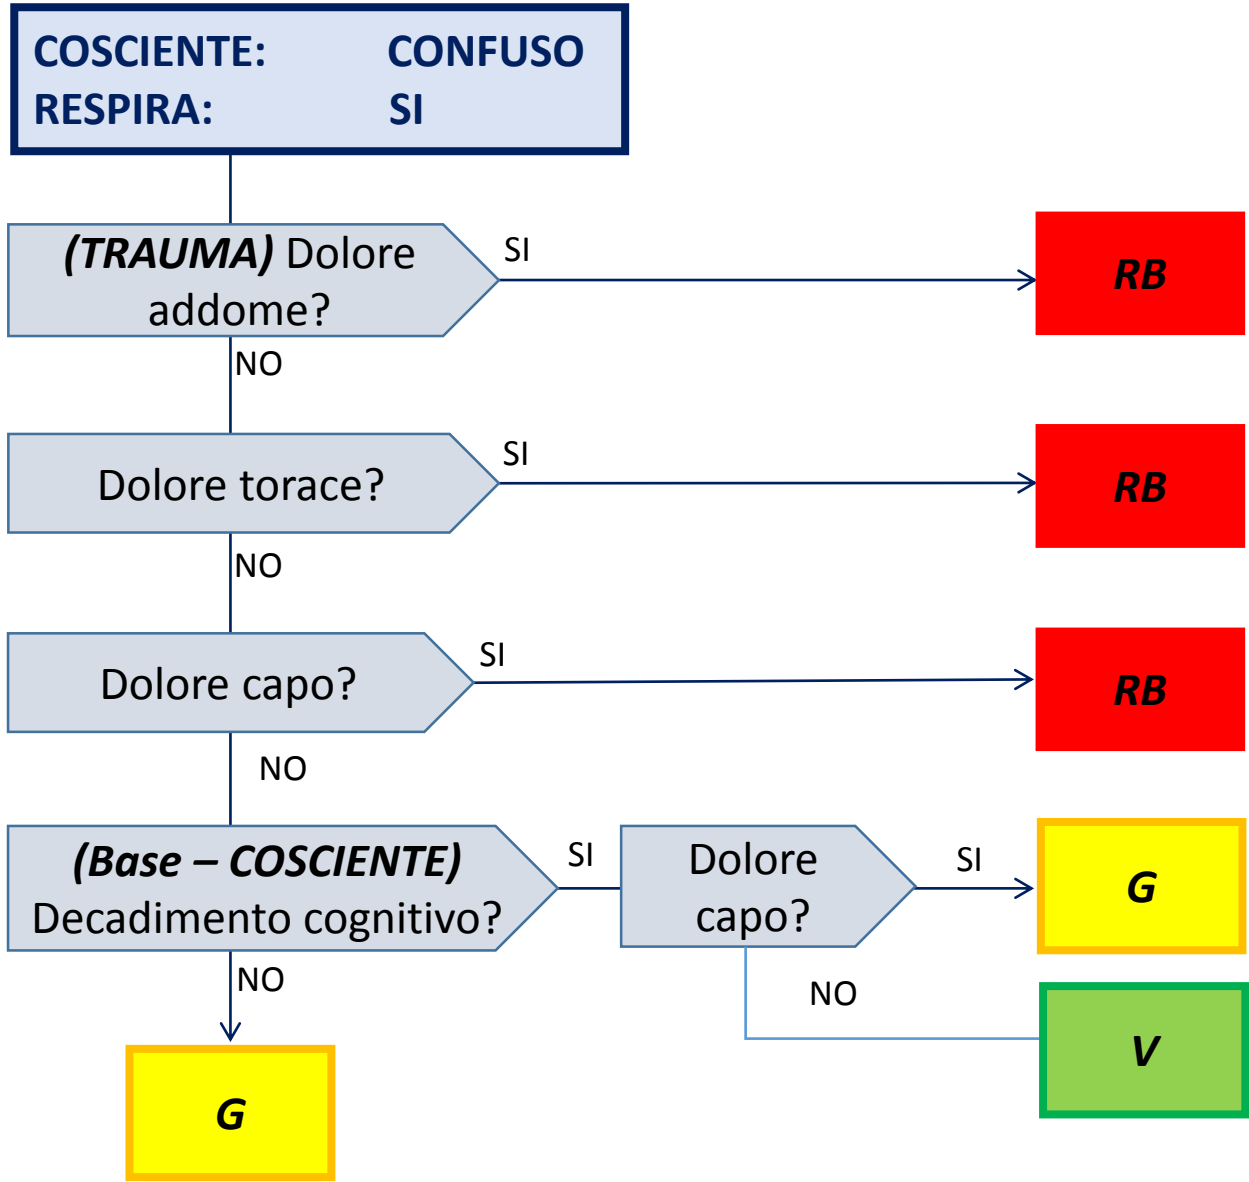 COSCIENTE: CONFUSO
RESPIRA: SI
(TRAUMA) Dolore
addome?
SI
RB
NO
Dolore torace?
SI
RB
NO
Dolore capo?
SI
RB
NO
(Base – COSCIENTE)
Decadimento cognitivo?
SI
Dolore
capo?
SI
G
NO
NO
V
G